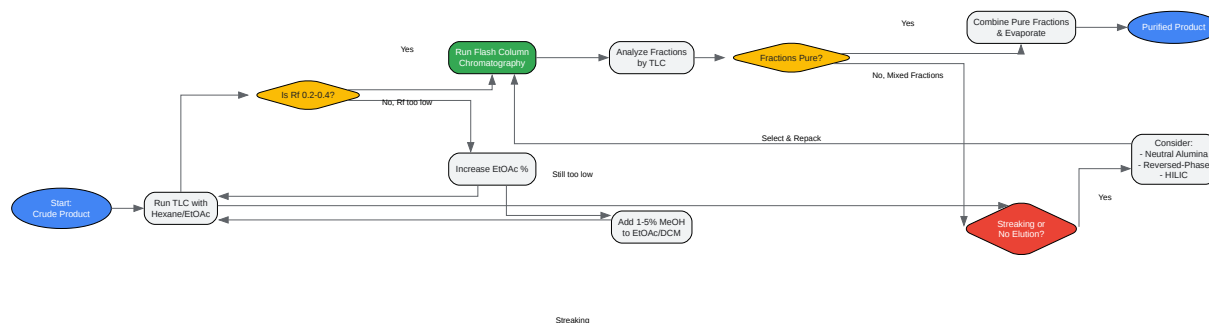 Start:
Crude Product
Run TLC with
Hexane/EtOAc
Is Rf 0.2-0.4?
Yes
No, Rf too low
Run Flash Column
Chromatography
Increase EtOAc %
Still too low
Add 1-5% MeOH
to EtOAc/DCM
Analyze Fractions
by TLC
Fractions Pure?
Yes
No, Mixed Fractions
Combine Pure Fractions
& Evaporate
Purified Product
Select & Repack
Streaking or
No Elution?
Yes
Consider:
- Neutral Alumina
- Reversed-Phase
- HILIC
Streaking